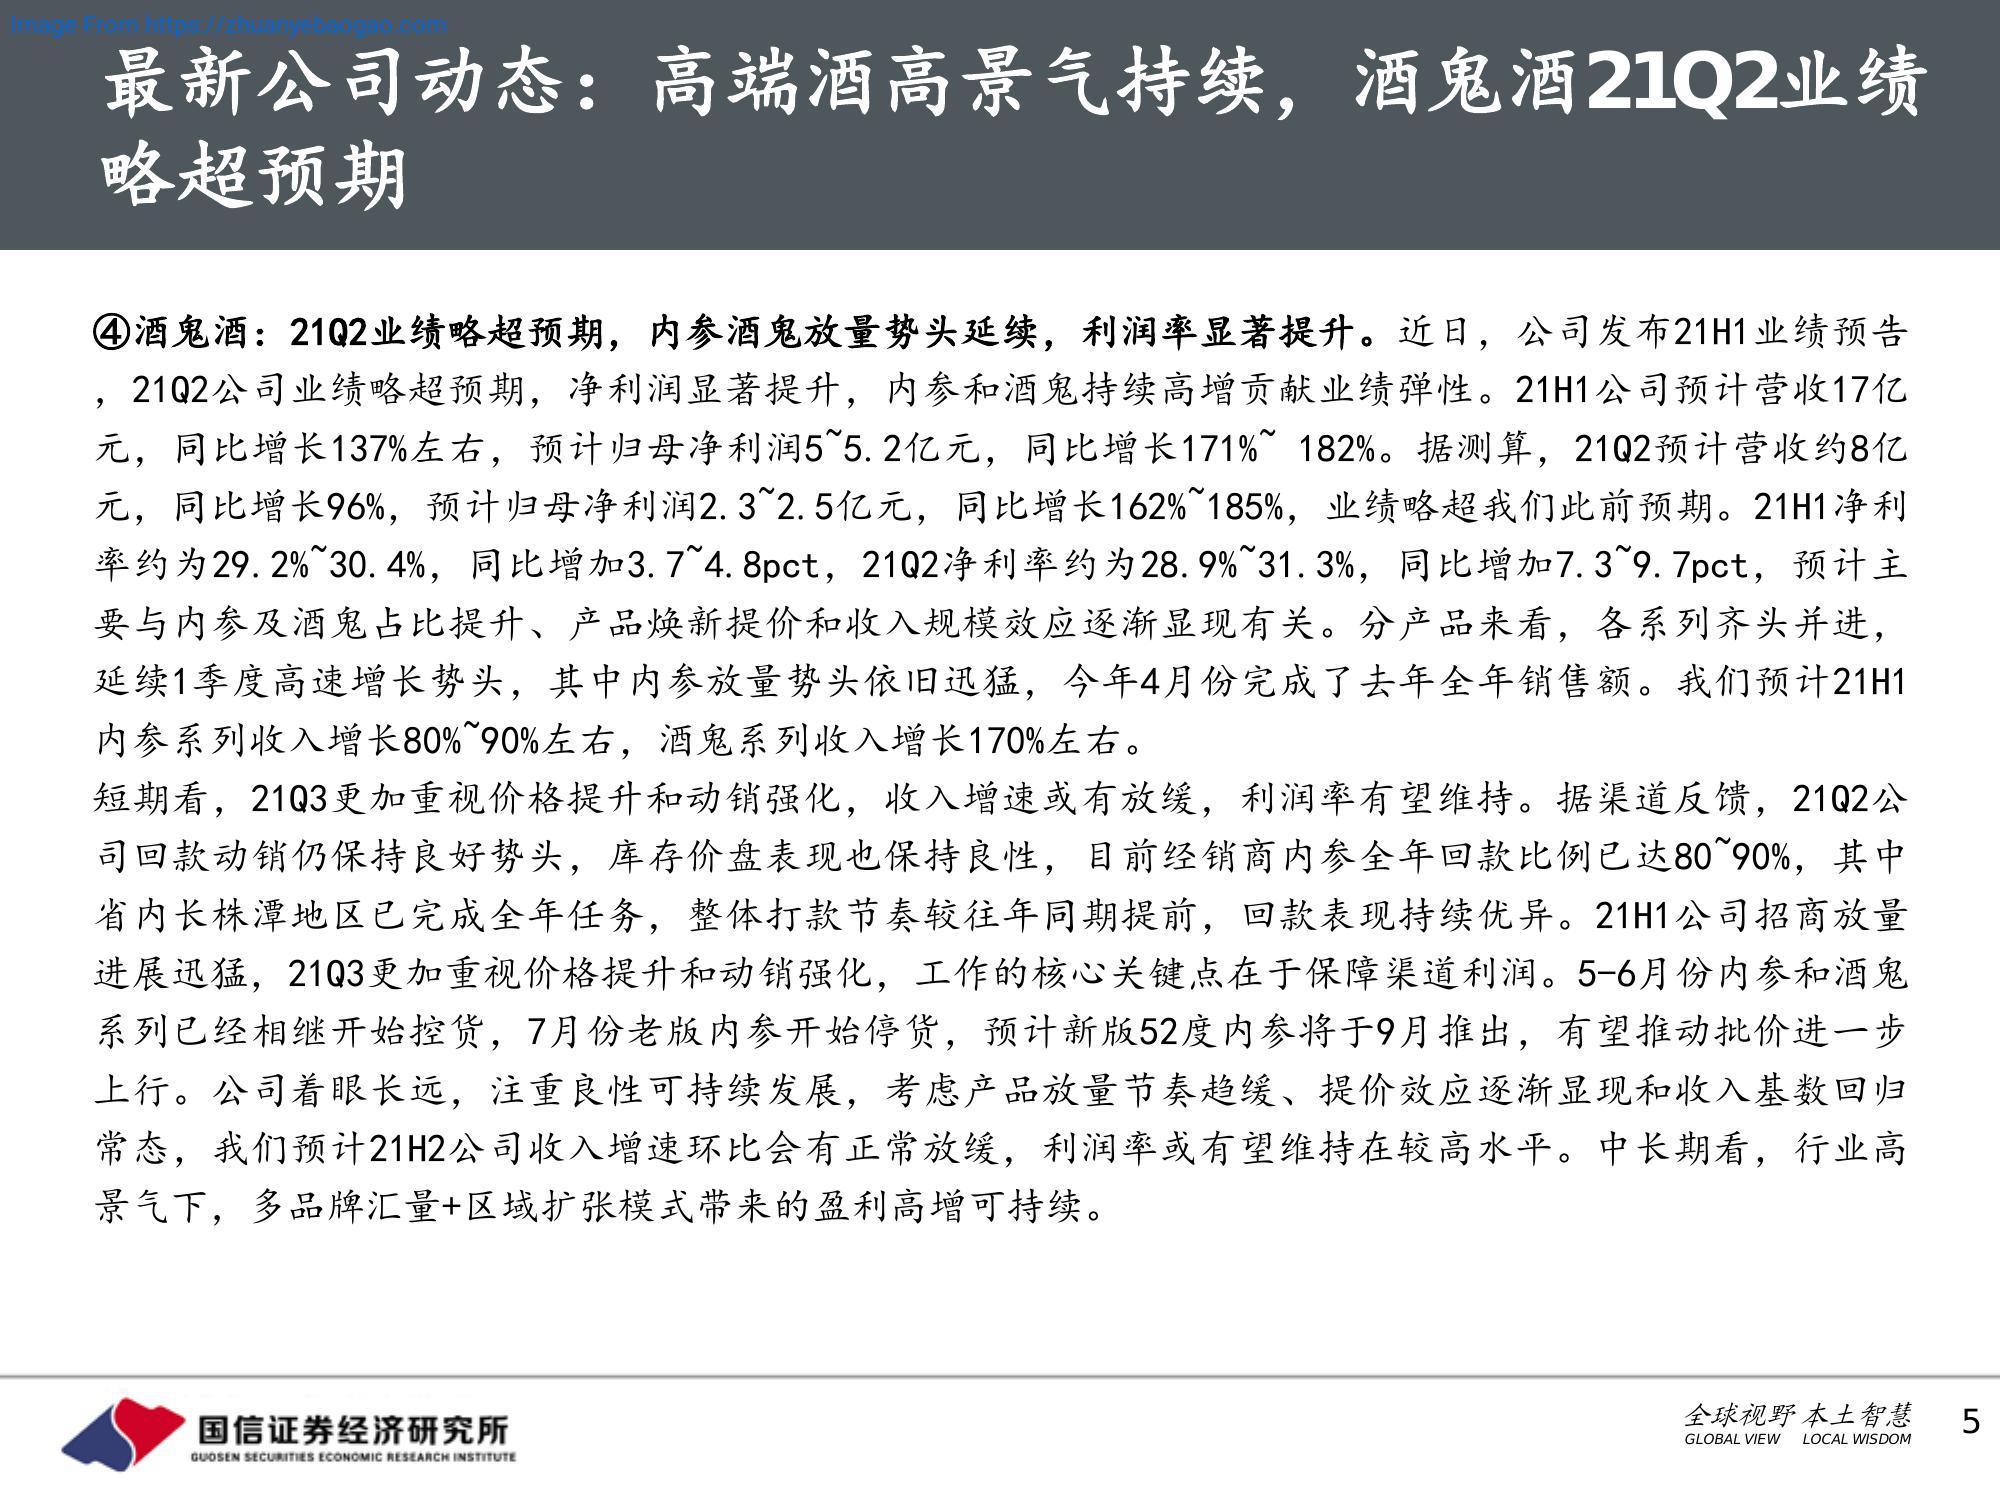 Image From https://zhuanyebaogao.com
最新公司动态：高端酒高景气持续，酒鬼酒21Q2业绩
略超预期
④酒鬼酒：21Q2业绩略超预期，内参酒鬼放量势头延续，利润率显著提升。近日，公司发布21H1业绩预告
，21Q2公司业绩略超预期，净利润显著提升，内参和酒鬼持续高增贡献业绩弹性。21H1公司预计营收17亿
元，同比增长137%左右，预计归母净利润5~5.2亿元，同比增长171%~ 182%。据测算，21Q2预计营收约8亿
元，同比增长96%，预计归母净利润2.3~2.5亿元，同比增长162%~185%，业绩略超我们此前预期。21H1净利
率约为29.2%~30.4%，同比增加3.7~4.8pct，21Q2净利率约为28.9%~31.3%，同比增加7.3~9.7pct，预计主
要与内参及酒鬼占比提升、产品焕新提价和收入规模效应逐渐显现有关。分产品来看，各系列齐头并进，
延续1季度高速增长势头，其中内参放量势头依旧迅猛，今年4月份完成了去年全年销售额。我们预计21H1
内参系列收入增长80%~90%左右，酒鬼系列收入增长170%左右。
短期看，21Q3更加重视价格提升和动销强化，收入增速或有放缓，利润率有望维持。据渠道反馈，21Q2公
司回款动销仍保持良好势头，库存价盘表现也保持良性，目前经销商内参全年回款比例已达80~90%，其中
省内长株潭地区已完成全年任务，整体打款节奏较往年同期提前，回款表现持续优异。21H1公司招商放量
进展迅猛，21Q3更加重视价格提升和动销强化，工作的核心关键点在于保障渠道利润。5-6月份内参和酒鬼
系列已经相继开始控货，7月份老版内参开始停货，预计新版52度内参将于9月推出，有望推动批价进一步
上行。公司着眼长远，注重良性可持续发展，考虑产品放量节奏趋缓、提价效应逐渐显现和收入基数回归
常态，我们预计21H2公司收入增速环比会有正常放缓，利润率或有望维持在较高水平。中长期看，行业高
景气下，多品牌汇量+区域扩张模式带来的盈利高增可持续。
国信证券经济研究所
GUOSEN SECURITIES ECONOMIC RESEARCH INSTITUTE
全球视野 本土智慧
GLOBAL VIEW LOCAL WISDOM
5